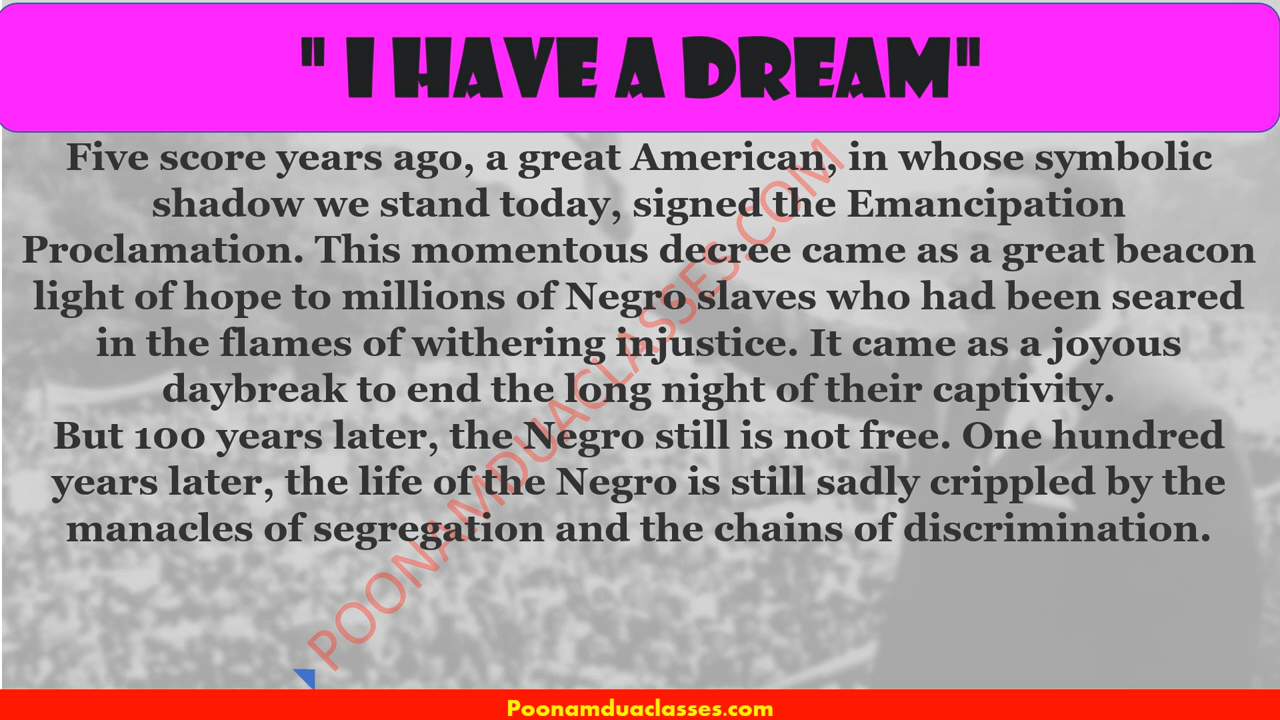 " I HAVE A DREAM"
Five score years ago, a great American, in whose symbolic
shadow we stand today, signed the Emancipation
Proclamation. This momentous decree came as a great beacon
light of hope to millions of Negro slaves who had been seared
in the flames of withering injustice. It came as a joyous
daybreak to end the long night of their captivity.
But 100 years later, the Negro still is not free. One hundred
years later, the life of the Negro is still sadly crippled by the
manacles of segregation and the chains of discrimination.
POONAMDUACLASSES.COM
Poonamduaclasses.com